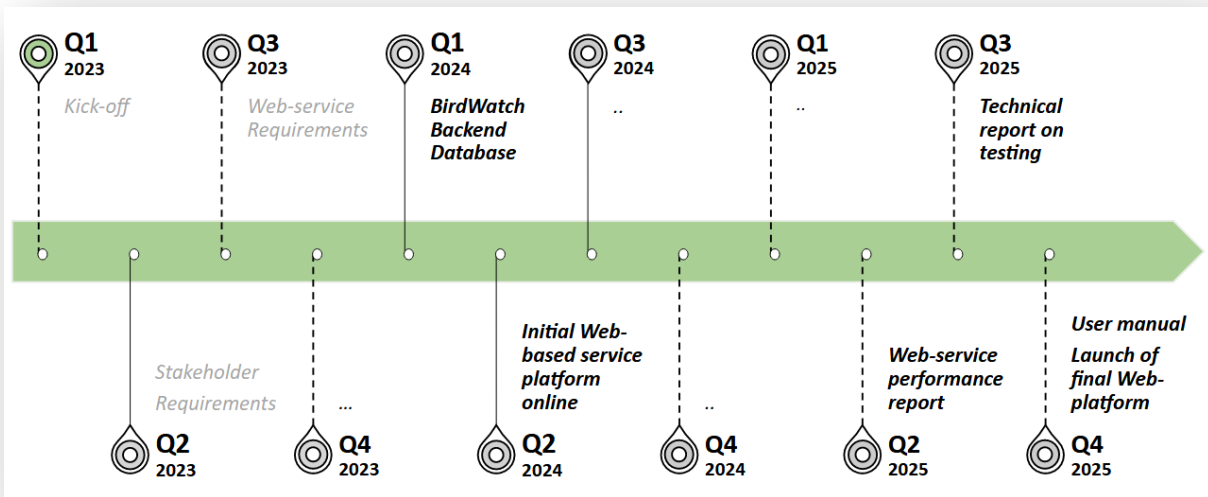 Q1
2023
Kick-off
Q3
2023
Web-service
Requirements
Q1
2024
BirdWatch
Backend
Database
Q3
2024
..
Q1
2025
..
Q3
2025
Technical
report on
testing
Stakeholder
Requirements
Q2
2023
...
Q4
2023
Initial Web-
based service
platform
online
Q2
2024
..
Q4
2024
Web-service
performance
report
Q2
2025
User manual
Launch of
final Web-
platform
Q4
2025